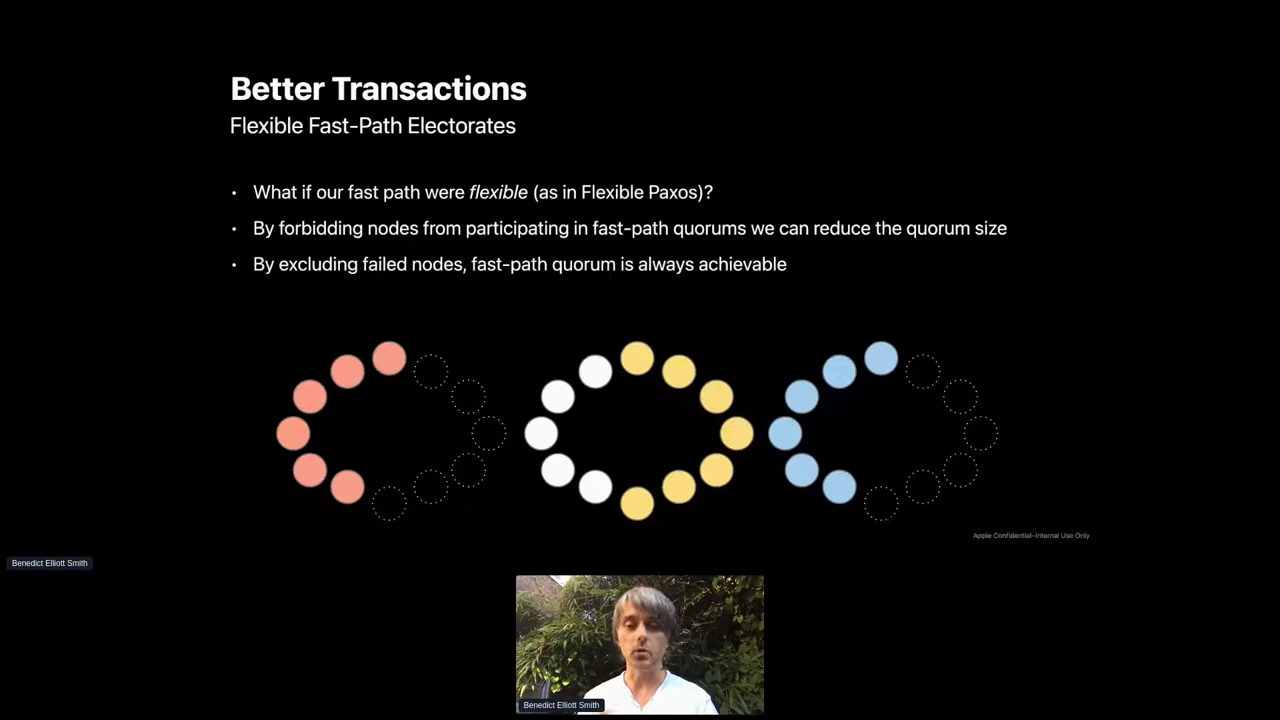 Better Transactions
Flexible Fast-Path Electorates
• What if our fast path were flexible (as in Flexible Paxos)?
• By forbidding nodes from participating in fast-path quorums we can reduce the quorum size
• By excluding failed nodes, fast-path quorum is always achievable
Apple Confidential–Internal Use Only
Benedict Elliott Smith
Benedict Elliott Smith